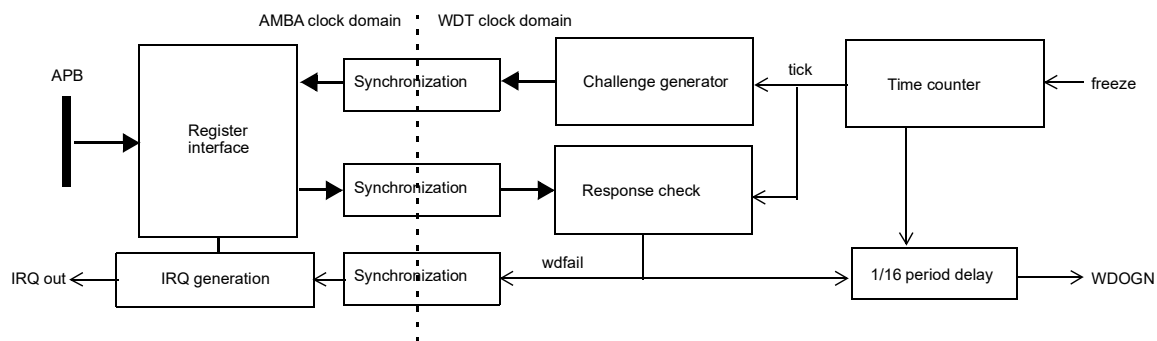 AMBA clock domain
WDT clock domain
APB
Register
interface
Synchronization
Challenge generator
tick
Time counter
freeze
Synchronization
Response check
IRQ out
IRQ generation
Synchronization
wdfail
1/16 period delay
WDOGN